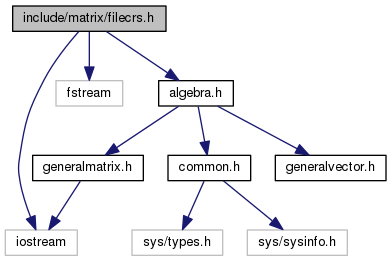 include/matrix/filecrs.h
fstream
algebra.h
generalmatrix.h
common.h
generalvector.h
iostream
sys/types.h
sys/sysinfo.h